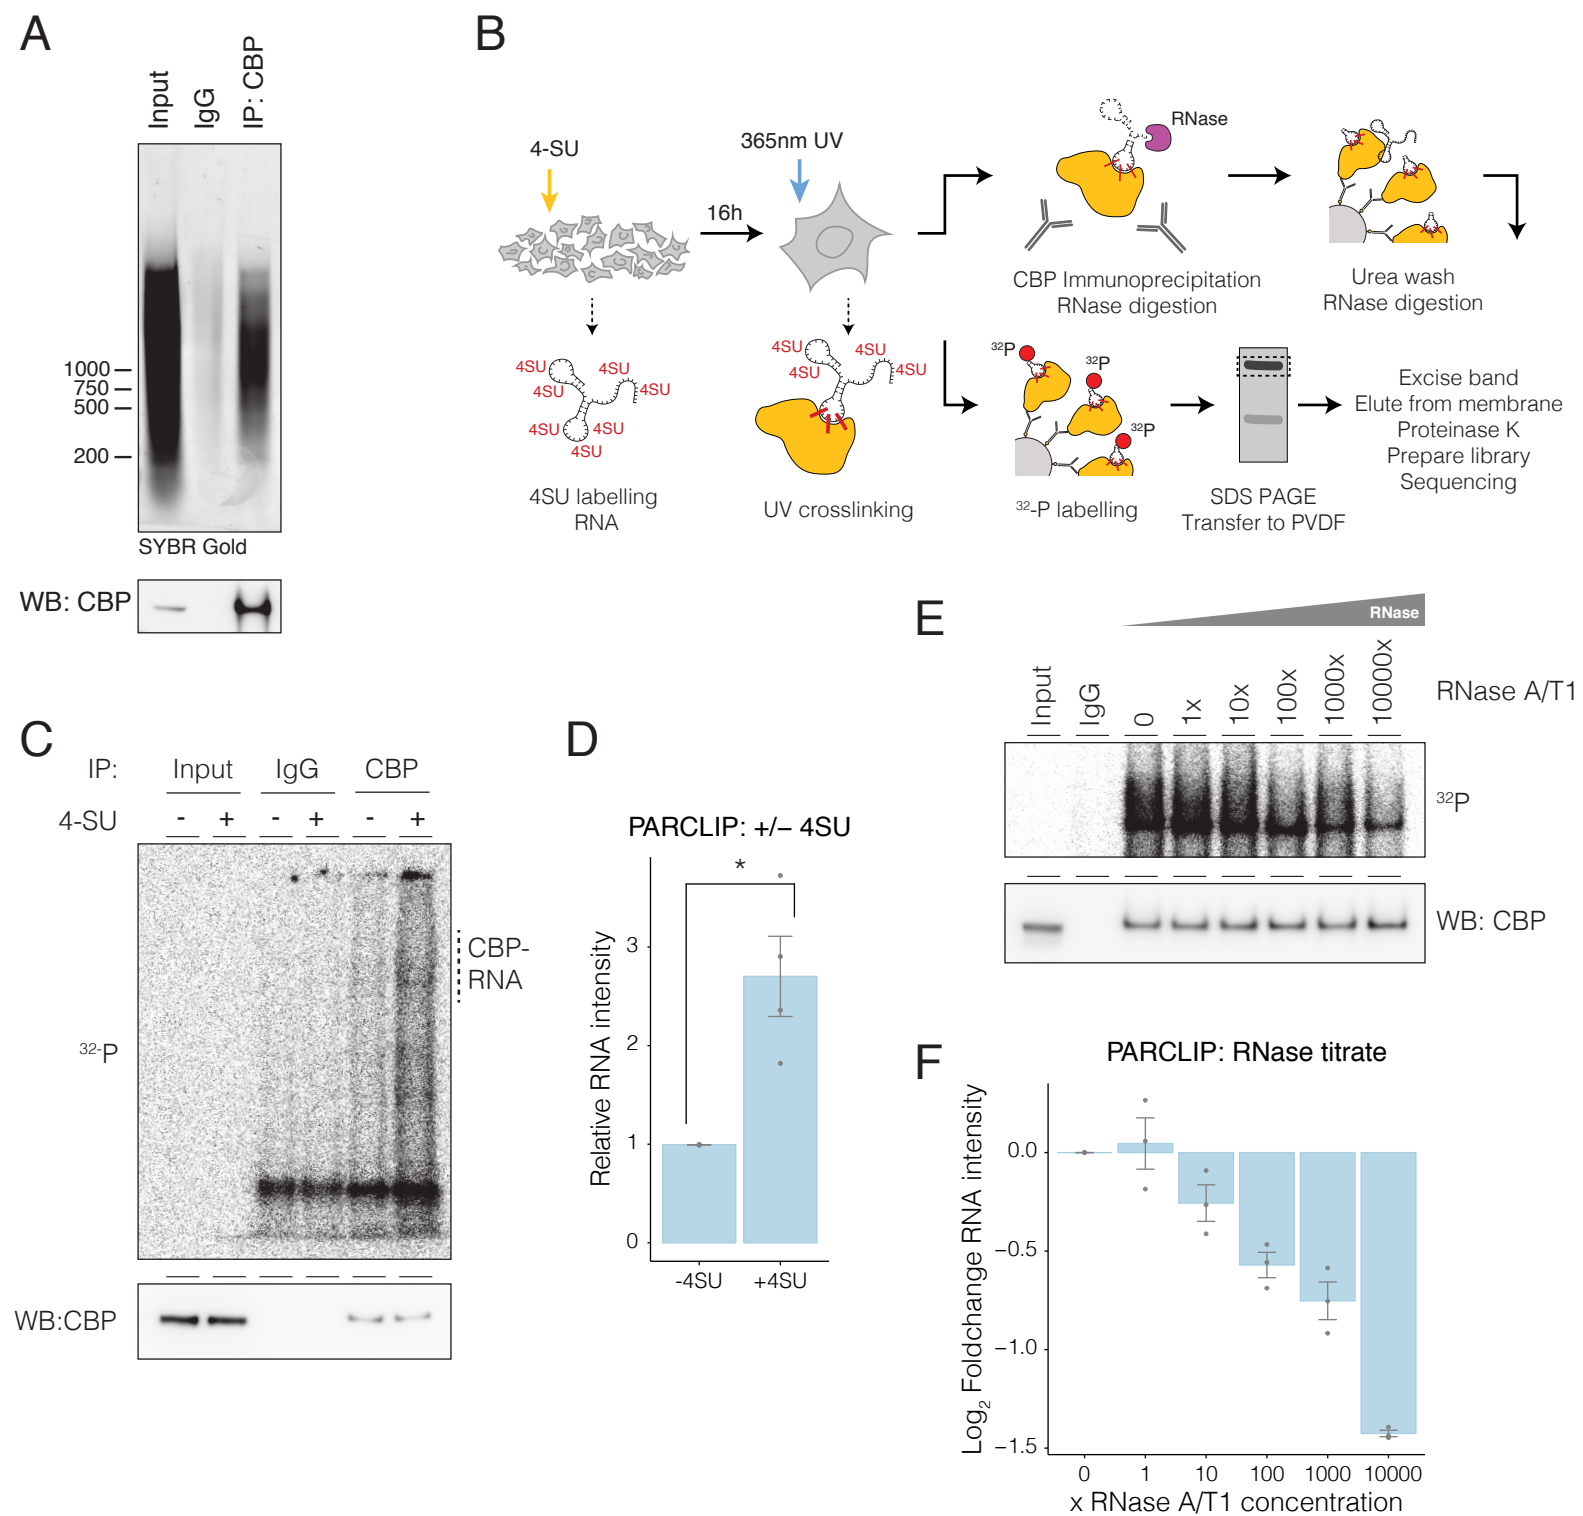 A
Input
IgG
IP: CBP
1000
750
500
200
SYBR Gold
WB: CBP
B
4-SU
16h
365nm UV
RNase
CBP Immunoprecipitation
RNase digestion
Urea wash
RNase digestion
4SU
4SU
4SU
4SU
4SU
4SU
4SU
4SU labelling
RNA
4SU
4SU
4SU
4SU
UV crosslinking
32P
32P
32P
32-P labelling
SDS PAGE
Transfer to PVDF
Excise band
Elute from membrane
Proteinase K
Prepare library
Sequencing
C
IP:
Input
IgG
CBP
4-SU
- + - + - +
32-P
CBP-
RNA
WB:CBP
D
PARCLIP: +/– 4SU
*
Relative RNA intensity
3
2
1
0
-4SU
+4SU
E
RNase
Input
IgG
0
1x
10x
100x
1000x
10000x
RNase A/T1
32P
WB: CBP
F
PARCLIP: RNase titrate
Log2 Foldchange RNA intensity
0.0
−0.5
−1.0
−1.5
0 1 10 100 1000 10000
x RNase A/T1 concentration